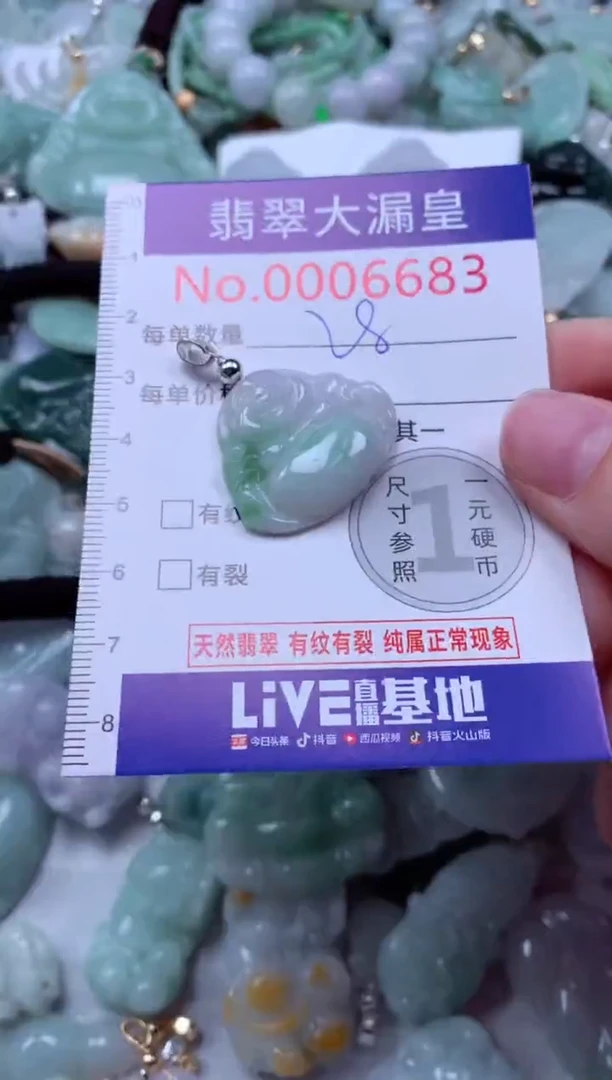 翡翠大漏皇
No.0006683
每单数量
每单价
其一
尺寸参照
1
一元硬币
有纹
有裂
天然翡翠 有纹有裂 纯属正常现象
LiVE直播基地
今日头条 抖音 西瓜视频 抖音火山版
1
2
3
4
5
6
7
8